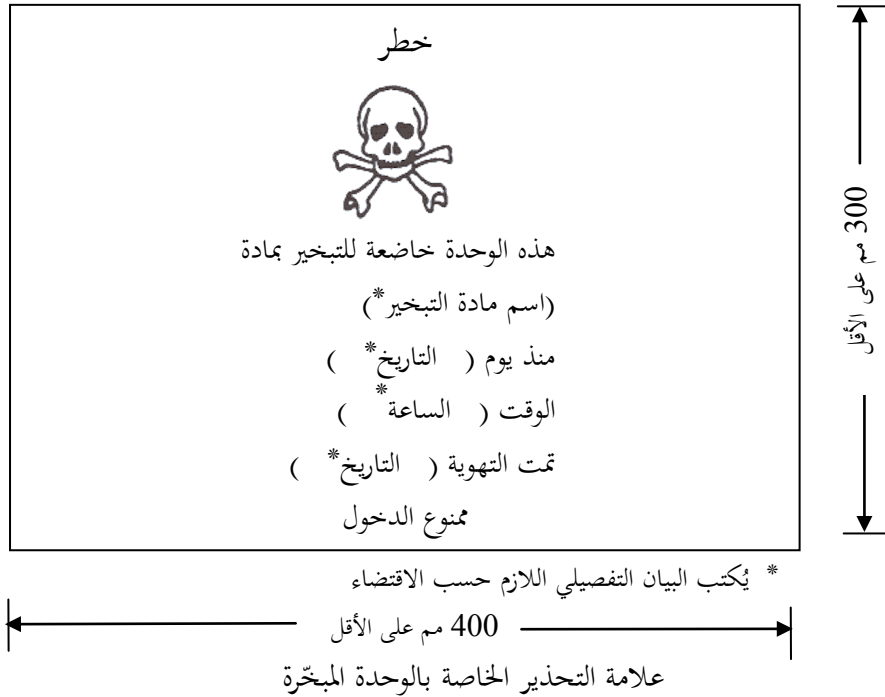 خطر
هذه الوحدة خاضعة للتبخير بمادة
(اسم مادة التبخير*)
منذ يوم ( التاريخ* )
الوقت ( الساعة* )
تمت التهوية ( التاريخ* )
ممنوع الدخول
300 مم على الأقل
* يُكتب البيان التفصيلي اللازم حسب الاقتضاء
400 مم على الأقل
علامة التحذير الخاصة بالوحدة المبخّرة